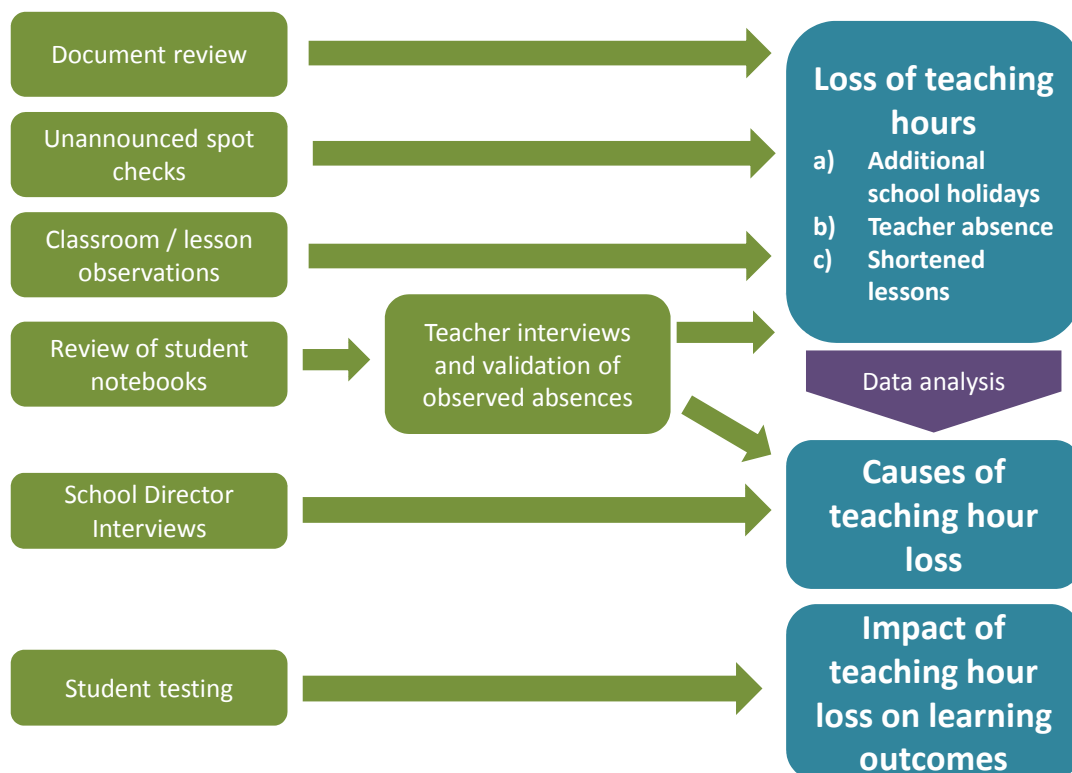 Document review
Unannounced spot
checks
Classroom / lesson
observations
Review of student
notebooks
Teacher interviews
and validation of
observed absences
School Director
Interviews
Student testing
Loss of teaching
hours
a) Additional
school holidays
b) Teacher absence
c) Shortened
lessons
Data analysis
Causes of
teaching hour
loss
Impact of
teaching hour
loss on learning
outcomes